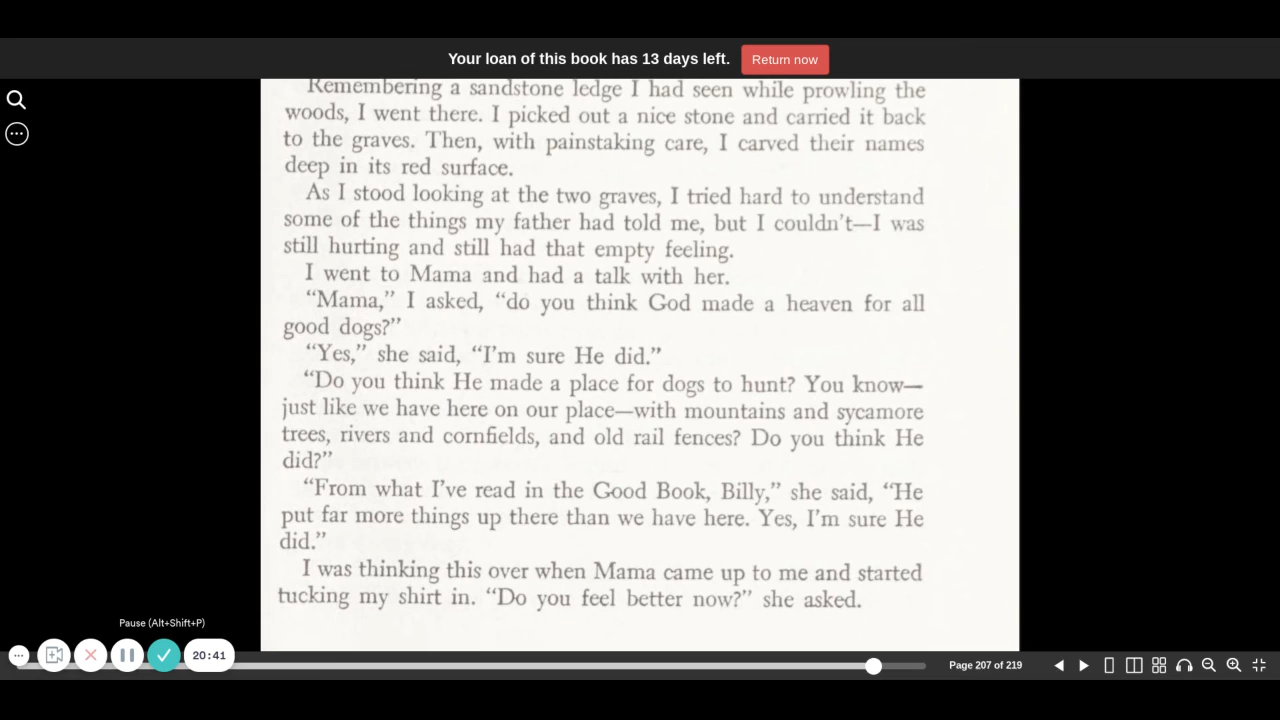 Your loan of this book has 13 days left. Return now
Remembering a sandstone ledge I had seen while prowling the
woods, I went there. I picked out a nice stone and carried it back
to the graves. Then, with painstaking care, I carved their names
deep in its red surface.
As I stood looking at the two graves, I tried hard to understand
some of the things my father had told me, but I couldn't—I was
still hurting and still had that empty feeling.
I went to Mama and had a talk with her.
“Mama,” I asked, “do you think God made a heaven for all
good dogs?”
“Yes,” she said, “I'm sure He did.”
“Do you think He made a place for dogs to hunt? You know—
just like we have here on our place—with mountains and sycamore
trees, rivers and cornfields, and old rail fences? Do you think He
did?”
“From what I've read in the Good Book, Billy,” she said, “He
put far more things up there than we have here. Yes, I'm sure He
did.”
I was thinking this over when Mama came up to me and started
tucking my shirt in. “Do you feel better now?” she asked.
Pause (Alt+Shift+P)
20:41
Page 207 of 219